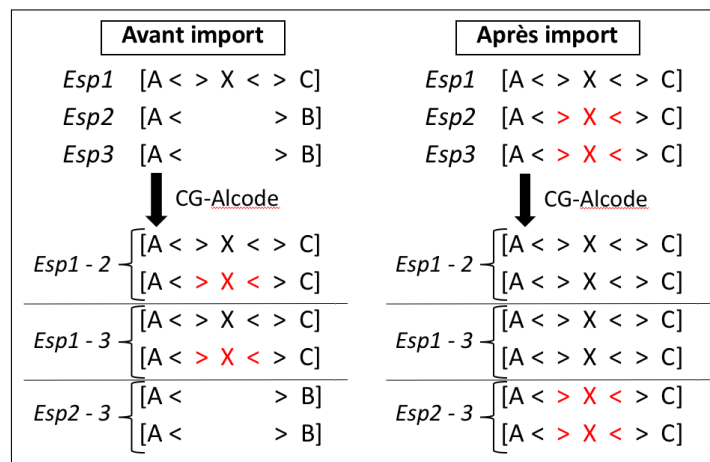 Avant import
Esp1 [A < > X < > C]
Esp2 [A < > B]
Esp3 [A < > B]
CG-Alcode
Esp1 - 2
[A < > X < > C]
[A < > X < > C]
Esp1 - 3
[A < > X < > C]
[A < > X < > C]
Esp2 - 3
[A < > B]
[A < > B]
Après import
Esp1 [A < > X < > C]
Esp2 [A < > X < > C]
Esp3 [A < > X < > C]
CG-Alcode
Esp1 - 2
[A < > X < > C]
[A < > X < > C]
Esp1 - 3
[A < > X < > C]
[A < > X < > C]
Esp2 - 3
[A < > X < > C]
[A < > X < > C]